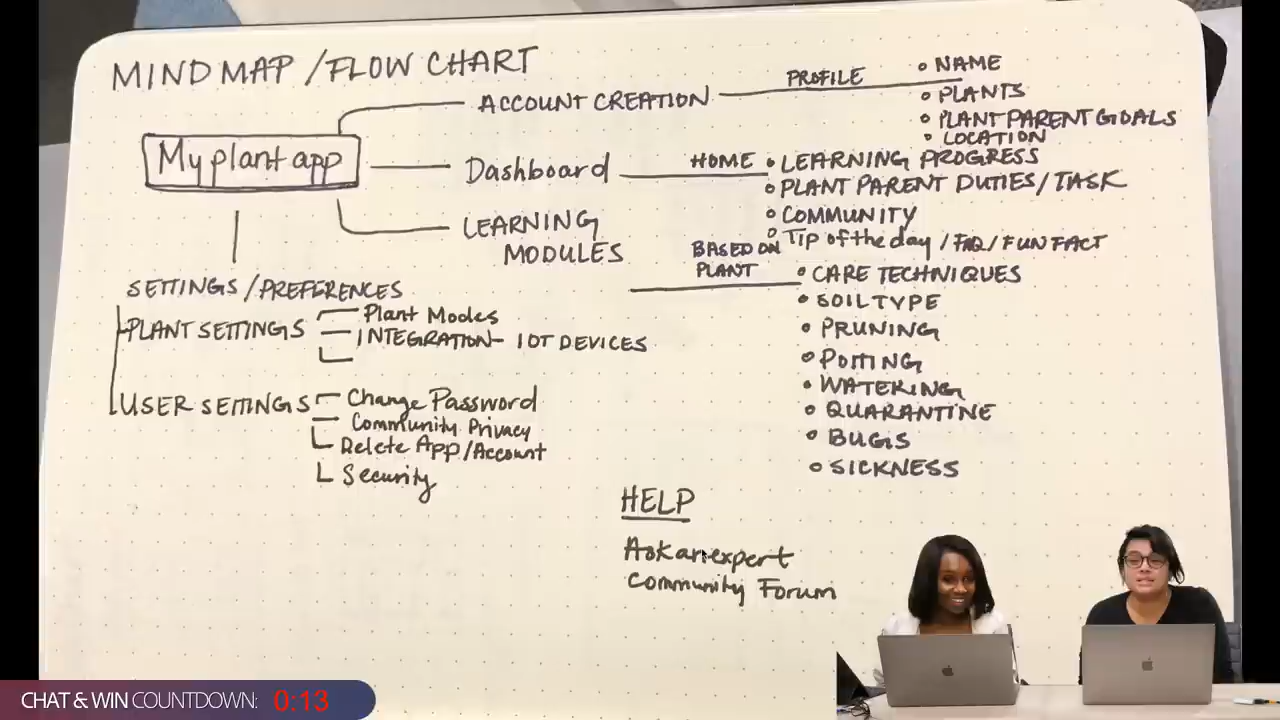 MIND MAP / FLOW CHART
My plant app
ACCOUNT CREATION
PROFILE
• NAME
• PLANTS
• PLANT PARENT GOALS
• LOCATION
Dashboard
HOME
• LEARNING PROGRESS
• PLANT PARENT DUTIES/TASK
• COMMUNITY
• Tip of the day / FAQ / FUN FACT
LEARNING
MODULES
BASED ON
PLANT
• CARE TECHNIQUES
• SOIL TYPE
• PRUNING
• POTTING
• WATERING
• QUARANTINE
• BUGS
• SICKNESS
SETTINGS/PREFERENCES
PLANT SETTINGS
Plant Modes
INTEGRATION - IOT DEVICES
USER SETTINGS
Change Password
Community Privacy
Delete App/Account
Security
HELP
Ask an expert
Community Forum
CHAT & WIN COUNTDOWN: 0:13